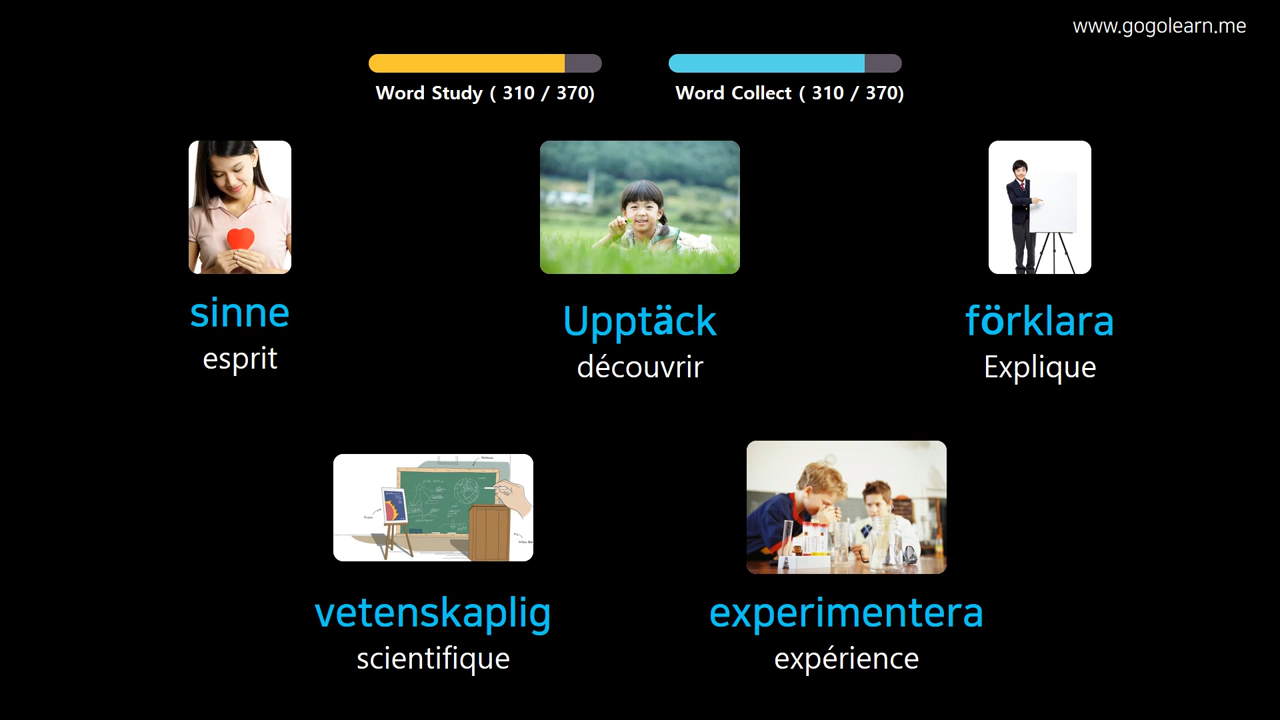 www.gogolearn.me
Word Study ( 310 / 370)
Word Collect ( 310 / 370)
sinne
esprit
Upptäck
découvrir
förklara
Explique
vetenskaplig
scientifique
experimentera
expérience